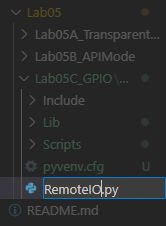 Lab05
Lab05A_Transparent...
Lab05B_APIMode
Lab05C_GPIO \ ...
Include
Lib
Scripts
pyvenv.cfg
RemoteIO.py
README.md